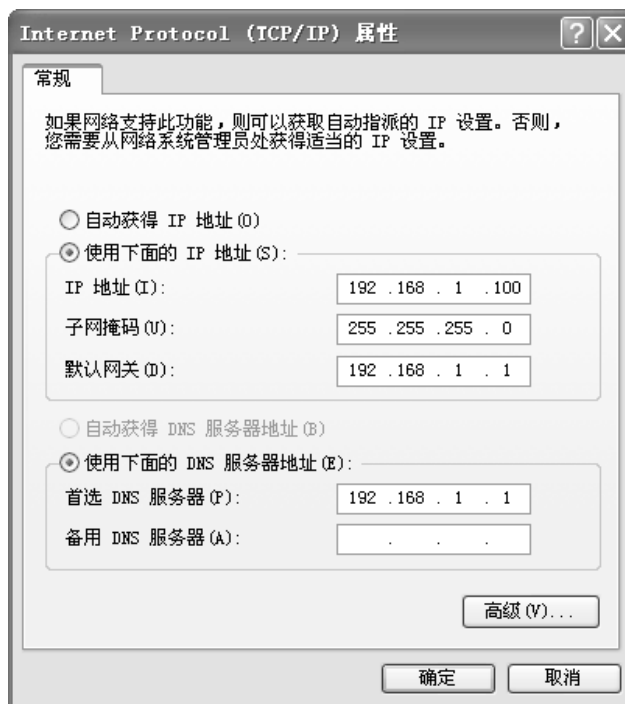 Internet Protocol (TCP/IP) 属性
常规
如果网络支持此功能,则可以获取自动指派的 IP 设置。否则,
您需要从网络系统管理员处获得适当的 IP 设置。
自动获得 IP 地址(O)
使用下面的 IP 地址(S):
IP 地址(I): 192 .168 . 1 .100
子网掩码(U): 255 .255 .255 . 0
默认网关(D): 192 .168 . 1 . 1
自动获得 DNS 服务器地址(B)
使用下面的 DNS 服务器地址(E):
首选 DNS 服务器(P): 192 .168 . 1 . 1
备用 DNS 服务器(A): . . .
高级(V)...
确定 取消